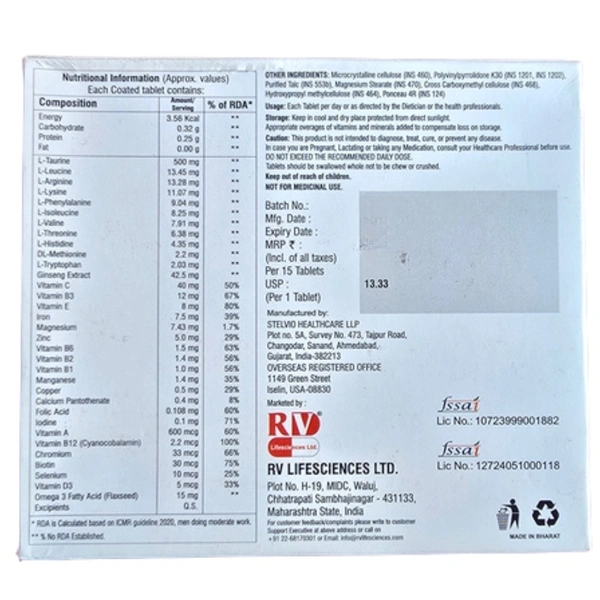 Nutritional Information (Approx. values)
Each Coated tablet contains:
Composition Amount/ Serving % of RDA*
Energy 3.56 Kcal **
Carbohydrate 0.32 g **
Protein 0.25 g **
Fat 0.00 g **
L-Taurine 500 mg **
L-Leucine 13.45 mg **
L-Arginine 13.28 mg **
L-Lysine 11.07 mg **
L-Phenylalanine 9.04 mg **
L-Isoleucine 8.25 mg **
L-Valine 7.91 mg **
L-Threonine 6.38 mg **
L-Histidine 4.35 mg **
DL-Methionine 2.2 mg **
L-Tryptophan 2.03 mg **
Ginseng Extract 42.5 mg **
Vitamin C 40 mg 50%
Vitamin B3 12 mg 67%
Vitamin E 8 mg 80%
Iron 7.5 mg 39%
Magnesium 7.43 mg 1.7%
Zinc 5.0 mg 29%
Vitamin B6 1.5 mg 63%
Vitamin B2 1.4 mg 56%
Vitamin B1 1.0 mg 56%
Manganese 1.4 mg 35%
Copper 0.5 mg 29%
Calcium Pantothenate 0.4 mg 8%
Folic Acid 0.108 mg 60%
Iodine 0.1 mg 71%
Vitamin A 600 mcg 60%
Vitamin B12 (Cyanocobalamin) 2.2 mcg 100%
Chromium 33 mcg 66%
Biotin 30 mcg 75%
Selenium 10 mcg 25%
Vitamin D3 5 mcg 33%
Omega 3 Fatty Acid (Flaxseed) 15 mg **
Excipients Q.S.
* RDA is Calculated based on ICMR guideline 2020, men doing moderate work.
** % No RDA Established.
OTHER INGREDIENTS: Microcrystalline cellulose (INS 460), Polyvinylpyrrolidone K30 (INS 1201, INS 1202),
Purified Talc (INS 553b), Magnesium Stearate (INS 470), Cross Carboxymethyl cellulose (INS 468),
Hydroxypropyl methylcellulose (INS 464), Ponceau 4R (INS 124)
Usage: Each Tablet per day or as directed by the Dietician or the health professionals.
Storage: Keep in cool and dry place protected from direct sunlight.
Appropriate overages of vitamins and minerals added to compensate loss on storage.
Caution: This product is not intended to diagnose, treat, cure, or prevent any disease.
In case you are Pregnant, Lactating or taking any Medication, consult your Healthcare Professional before use.
DO NOT EXCEED THE RECOMMENDED DAILY DOSE.
Tablets should be swallowed whole not to be chewed or crushed.
Keep out of reach of children.
NOT FOR MEDICINAL USE.
Batch No.:
Mfg. Date :
Expiry Date :
MRP ₹ :
(Incl. of all taxes)
Per 15 Tablets
USP : 13.33
(Per 1 Tablet)
Manufactured by:
STELVIO HEALTHCARE LLP
Plot no. 5A, Survey No. 473, Tajpur Road,
Changodar, Sanand, Ahmedabad,
Gujarat, India-382213
OVERSEAS REGISTERED OFFICE
1149 Green Street
Iselin, USA-08830
Marketed by :
RV
Lifesciences Ltd.
RV LIFESCIENCES LTD.
Plot No. H-19, MIDC, Waluj,
Chhatrapati Sambhajinagar - 431133,
Maharashtra State, India
For customer feedback/complaints please write to customer
Support Executive at above address or call on
+91 22-68170301 or Email: info@rvlifesciences.com
fssai
Lic No.: 10723999001882
fssai
Lic No.: 12724051000118
MADE IN BHARAT